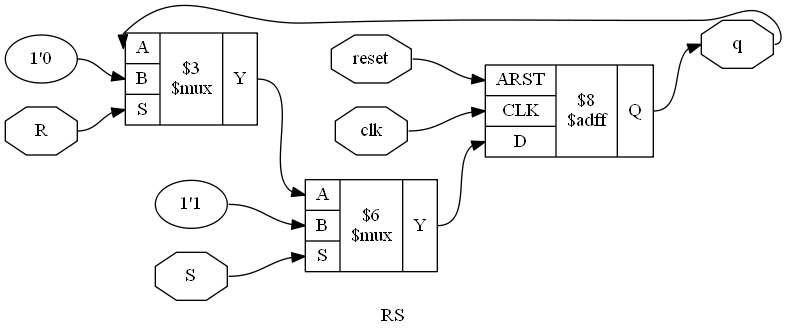 1'0
R
A
B
S
$3
$mux
Y
reset
clk
ARST
CLK
D
$8
$adff
Q
q
1'1
S
A
B
S
$6
$mux
Y
RS